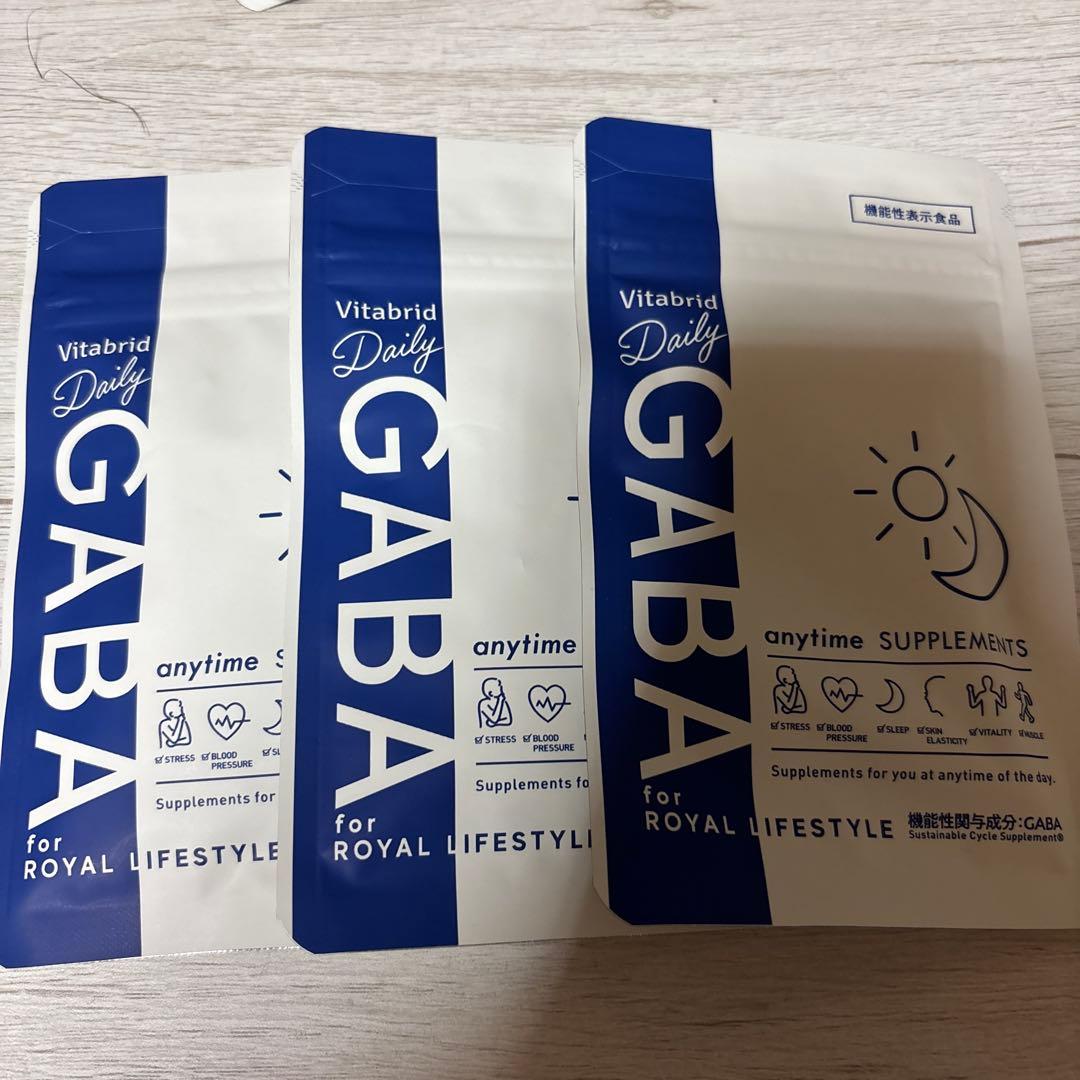 Vitabrid
Daily
GABA
for
ROYAL LIFESTYLE
anytime S
STRESS
BLOOD
PRESSURE
SL
Supplements for
Vitabrid
Daily
GABA
for
ROYAL LIFESTYL
anytime
STRESS
BLOOD
PRESSURE
Supplements fo
機能性表示食品
Vitabrid
Daily
GABA
for
ROYAL LIFESTYLE
anytime SUPPLEMENTS
STRESS
BLOOD
PRESSURE
SLEEP
SKIN
ELASTICITY
VITALITY
MUSCLE
Supplements for you at anytime of the day.
機能性関与成分:GABA
Sustainable Cycle Supplement®